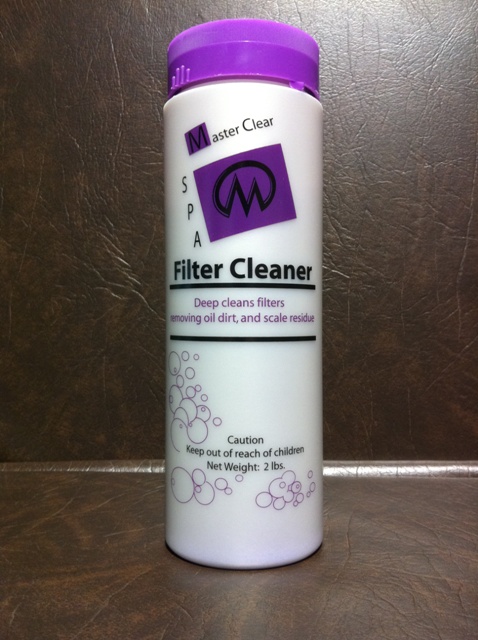 Master Clear
SPA
M
Filter Cleaner
Deep cleans filters
removing oil dirt, and scale residue
Caution
Keep out of reach of children
Net Weight: 2 lbs.